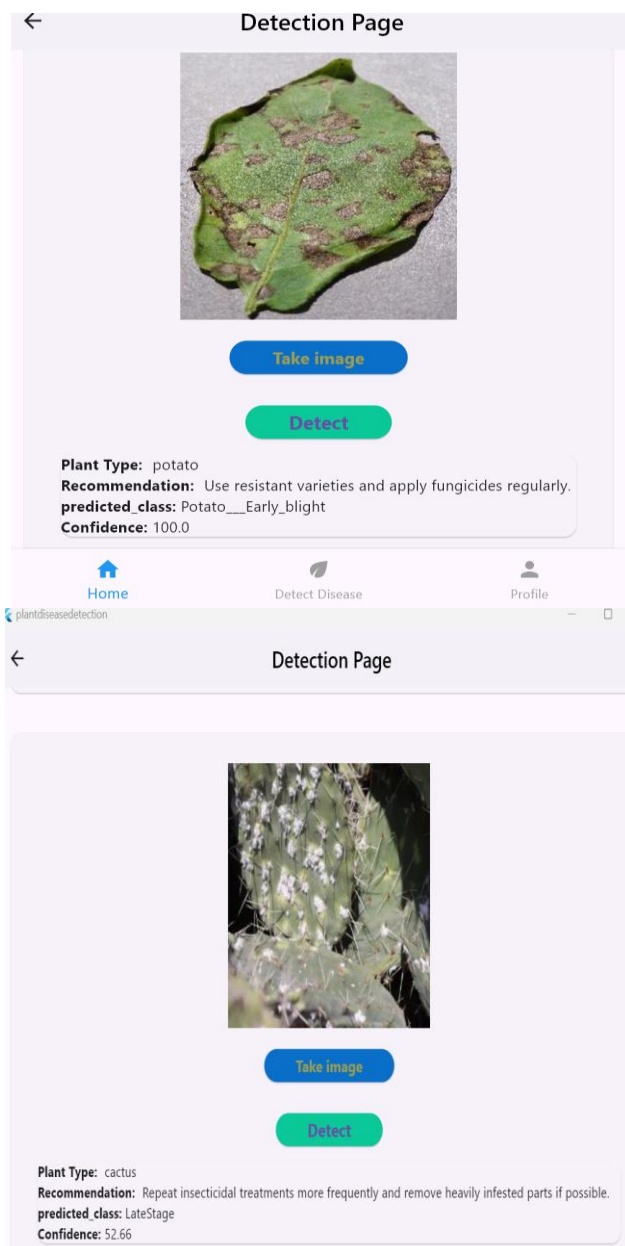 Detection Page
Take image
Detect
Plant Type: potato
Recommendation: Use resistant varieties and apply fungicides regularly.
predicted_class: Potato___Early_blight
Confidence: 100.0
Home Detect Disease Profile
plantdiseasedetection
Detection Page
Take image
Detect
Plant Type: cactus
Recommendation: Repeat insecticidal treatments more frequently and remove heavily infested parts if possible.
predicted_class: LateStage
Confidence: 52.66